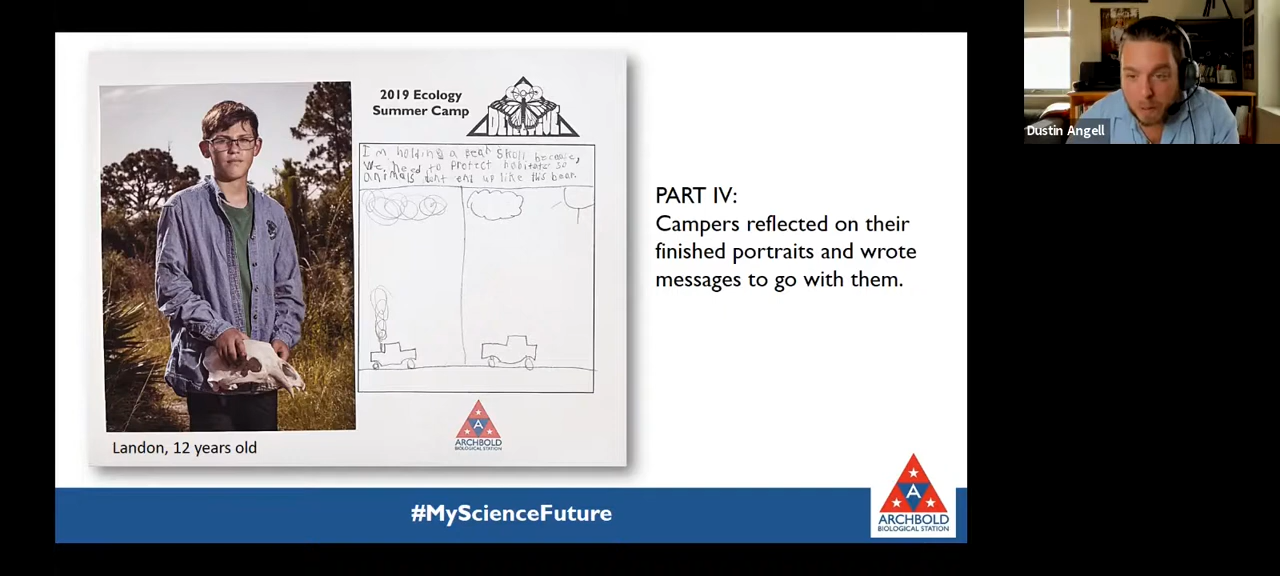 2019 Ecology
Summer Camp
I'm holding a bear skoll because,
We need to protect habitats so
animals dont end up like this bear.
ARCHBOLD
BIOLOGICAL STATION
Landon, 12 years old
PART IV:
Campers reflected on their
finished portraits and wrote
messages to go with them.
#MyScienceFuture
A
ARCHBOLD
BIOLOGICAL STATION
Dustin Angell